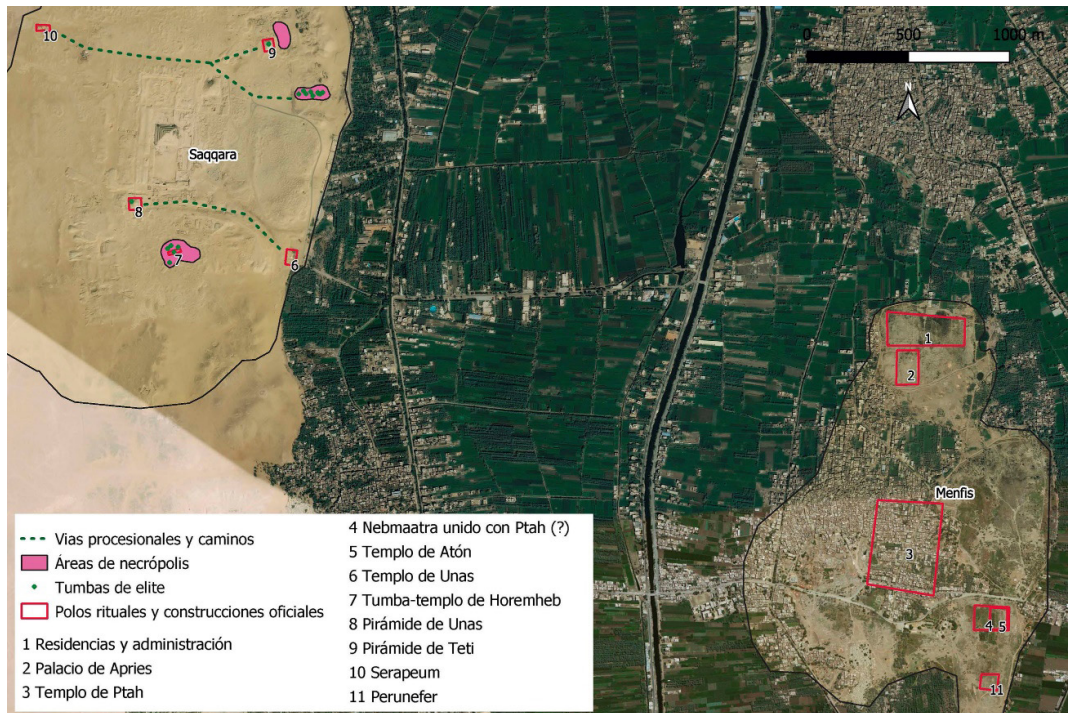 0 500 1000 m
N
10
9
Saqqara
8
7
6
1
2
Menfis
3
4 5
11
Vias procesionales y caminos
Áreas de necrópolis
Tumbas de elite
Polos rituales y construcciones oficiales
1 Residencias y administración
2 Palacio de Apries
3 Templo de Ptah
4 Nebmaatra unido con Ptah (?)
5 Templo de Atón
6 Templo de Unas
7 Tumba-templo de Horemheb
8 Pirámide de Unas
9 Pirámide de Teti
10 Serapeum
11 Perunefer